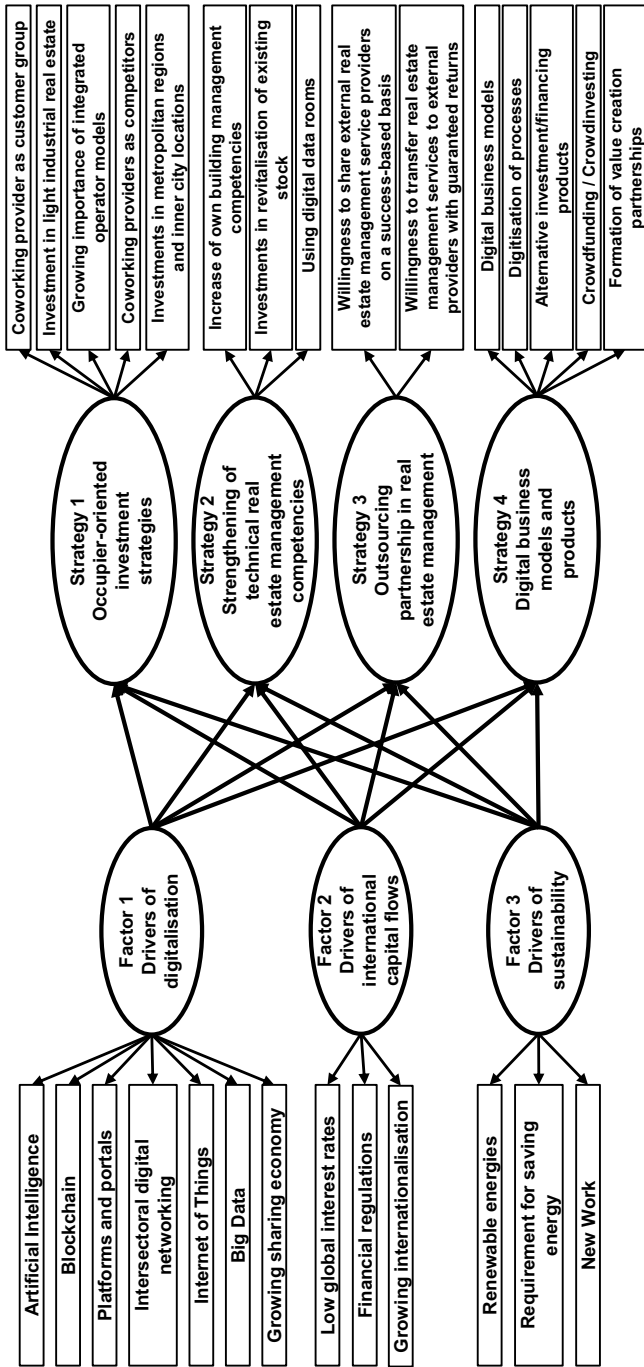 Artificial Intelligence
Blockchain
Platforms and portals
Intersectoral digital
networking
Internet of Things
Big Data
Growing sharing economy
Low global interest rates
Financial regulations
Growing internationalisation
Renewable energies
Requirement for saving
energy
New Work
Factor 1
Drivers of
digitalisation
Factor 2
Drivers of
international
capital flows
Factor 3
Drivers of
sustainability
Strategy 1
Occupier-oriented
investment
strategies
Strategy 2
Strengthening of
technical real
estate management
competencies
Strategy 3
Outsourcing
partnership in real
estate management
Strategy 4
Digital business
models and
products
Coworking provider as customer group
Investment in light industrial real estate
Growing importance of integrated
operator models
Coworking providers as competitors
Investments in metropolitan regions
and inner city locations
Increase of own building management
competencies
Investments in revitalisation of existing
stock
Using digital data rooms
Willingness to share external real
estate management service providers
on a success-based basis
Willingness to transfer real estate
management services to external
providers with guaranteed returns
Digital business models
Digitisation of processes
Alternative investment/financing
products
Crowdfunding / Crowdinvesting
Formation of value creation
partnerships